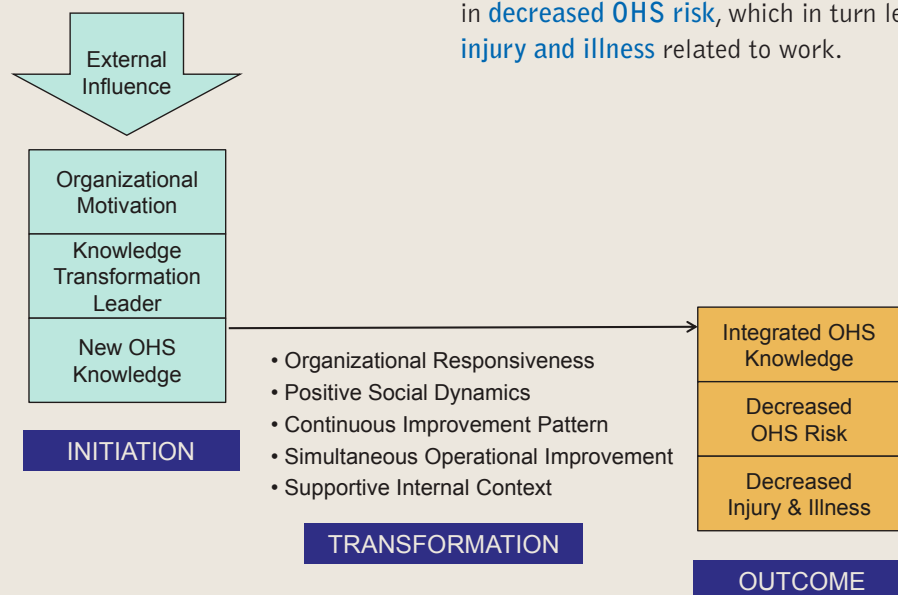 in decreased OHS risk, which in turn le
injury and illness related to work.
External
Influence
Organizational
Motivation
Knowledge
Transformation
Leader
New OHS
Knowledge
INITIATION
• Organizational Responsiveness
• Positive Social Dynamics
• Continuous Improvement Pattern
• Simultaneous Operational Improvement
• Supportive Internal Context
TRANSFORMATION
Integrated OHS
Knowledge
Decreased
OHS Risk
Decreased
Injury & Illness
OUTCOME